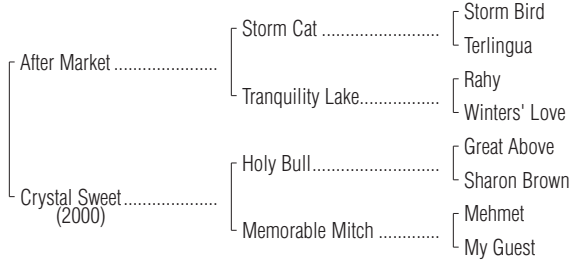 Storm Bird
Storm Cat ........................
Terlingua
After Market .....................
Rahy
Tranquility Lake................
Winters' Love
Great Above
Holy Bull..........................
Sharon Brown
Crystal Sweet...................
(2000)
Mehmet
Memorable Mitch ............
My Guest